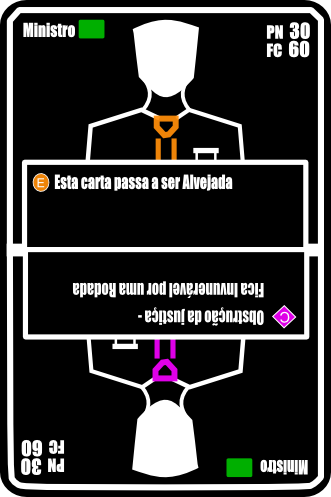 Ministro
PN 30
FC 60
E Esta carta passa a ser Alvejada
C Obstrução da justiça -
Fica Invunerável por uma Rodada
Ministro
PN 30
FC 60